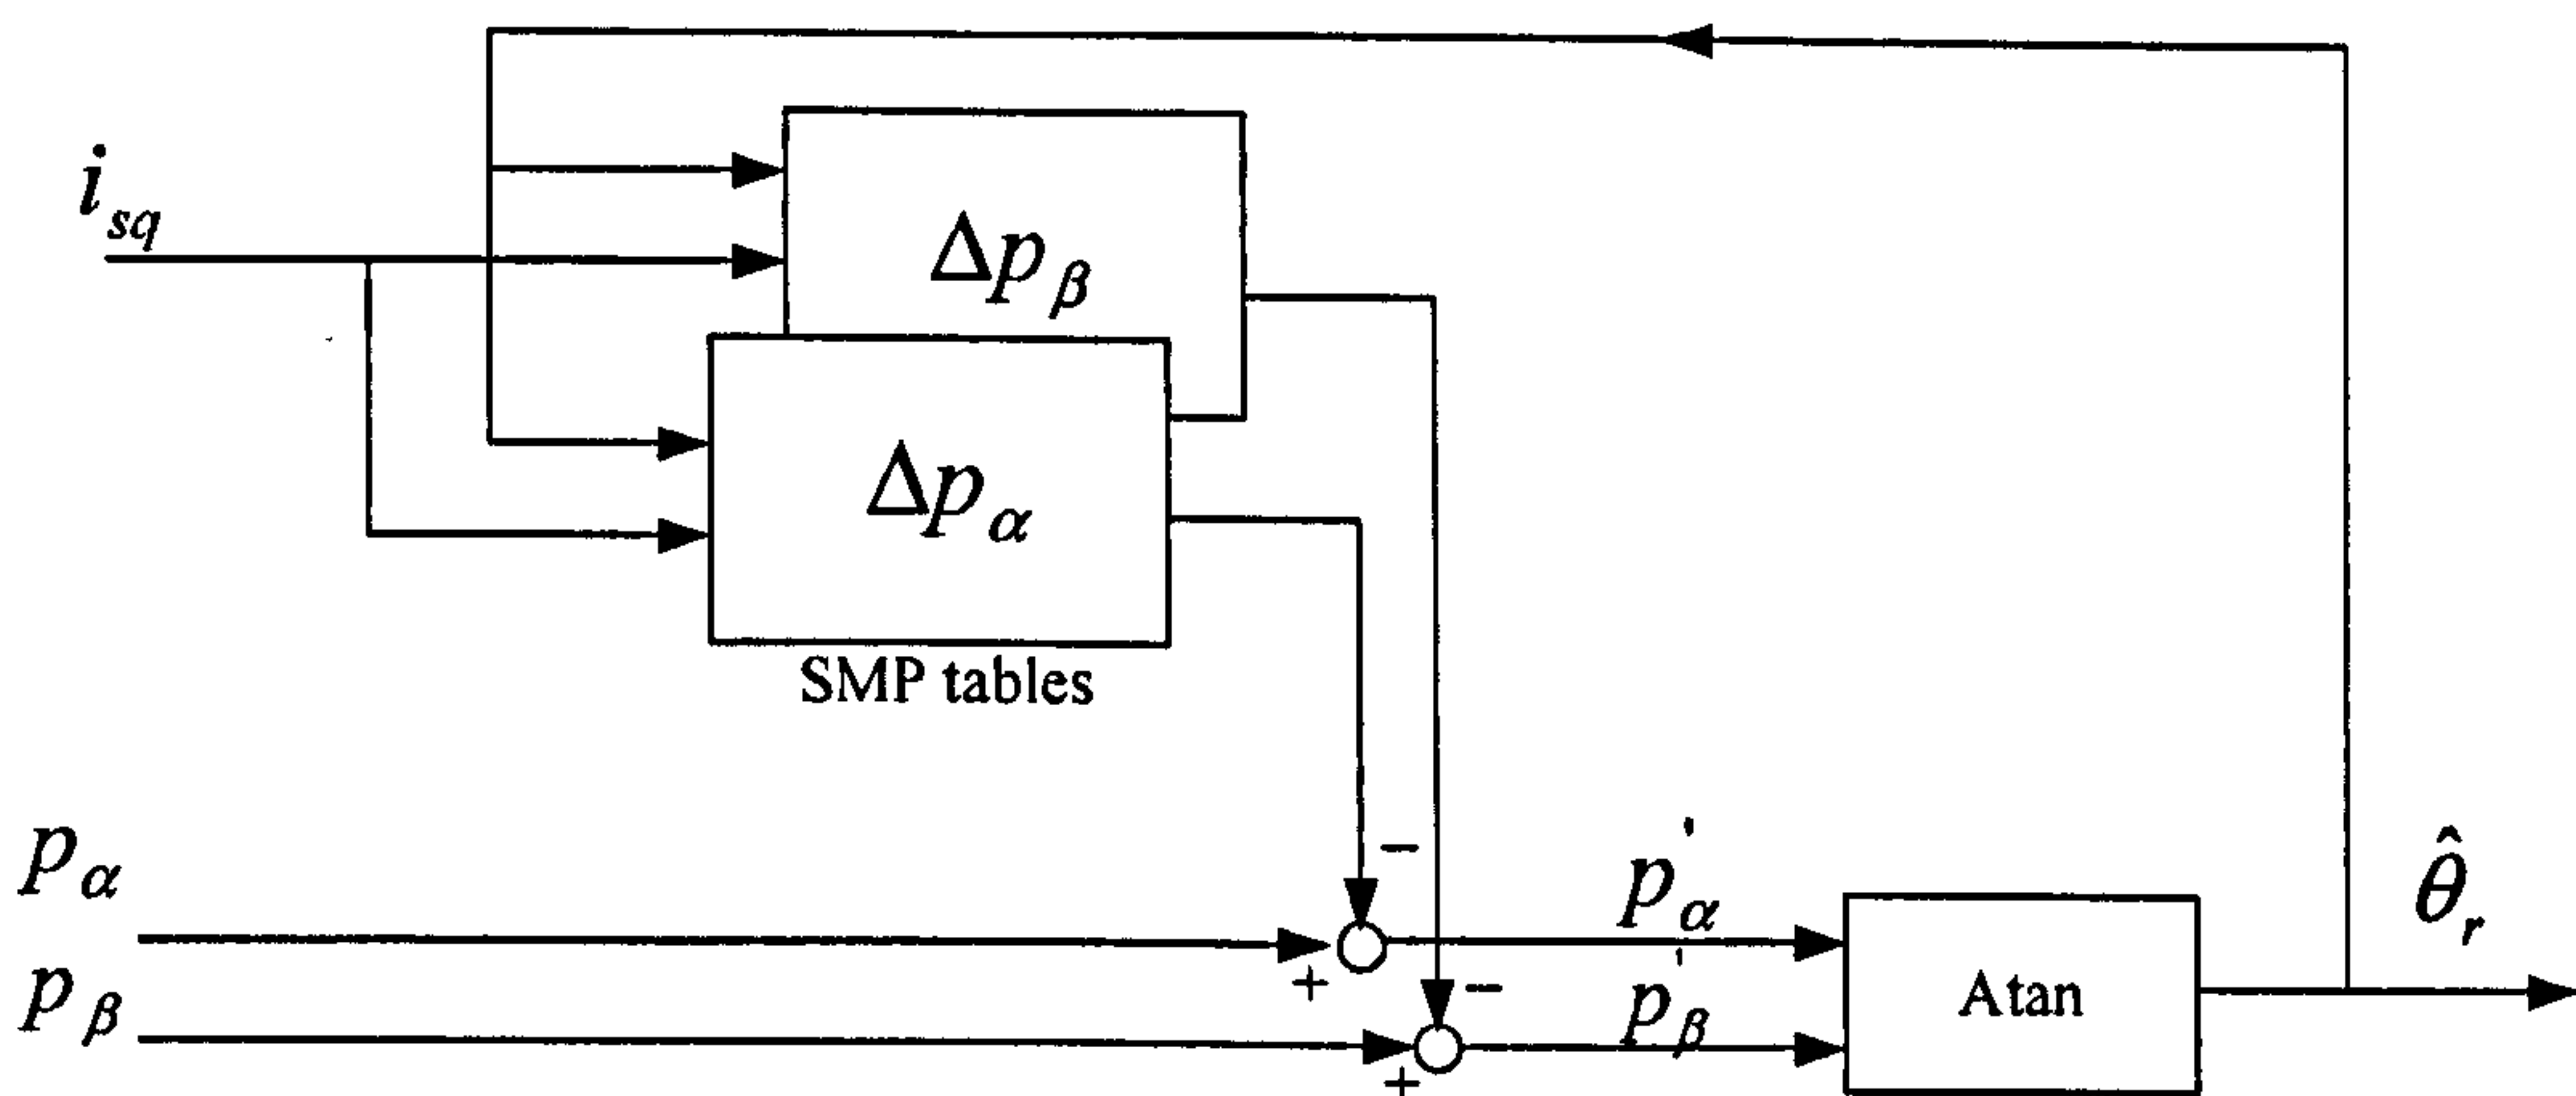 i_sq
Δp_β
Δp_α
SMP tables
p_α
p_β
−
+
−
+
p'_α
p'_β
Atan
θ̂_r